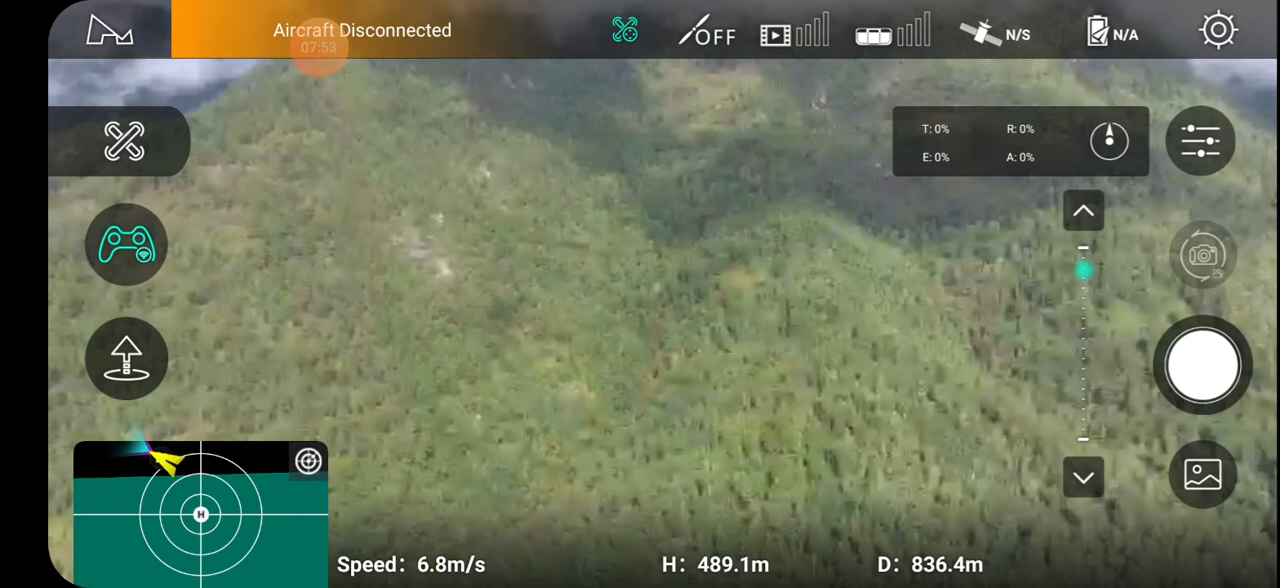 Aircraft Disconnected
07:53
OFF
N/S
N/A
T: 0%
R: 0%
E: 0%
A: 0%
H
Speed: 6.8m/s
H: 489.1m
D: 836.4m